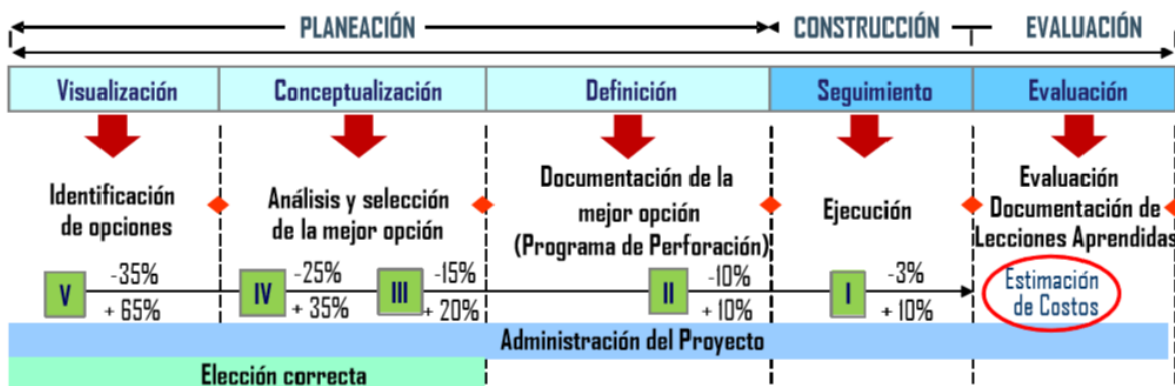 PLANEACIÓN CONSTRUCCIÓN EVALUACIÓN
Visualización Conceptualización Definición Seguimiento Evaluación
Identificación
de opciones
Análisis y selección
de la mejor opción
Documentación de la
mejor opción
(Programa de Perforación)
Ejecución
Evaluación
Documentación de
Lecciones Aprendidas
V -35%
+ 65%
IV -25%
+ 35%
III -15%
+ 20%
II -10%
+ 10%
I -3%
+ 10%
Estimación
de Costos
Administración del Proyecto
Elección correcta